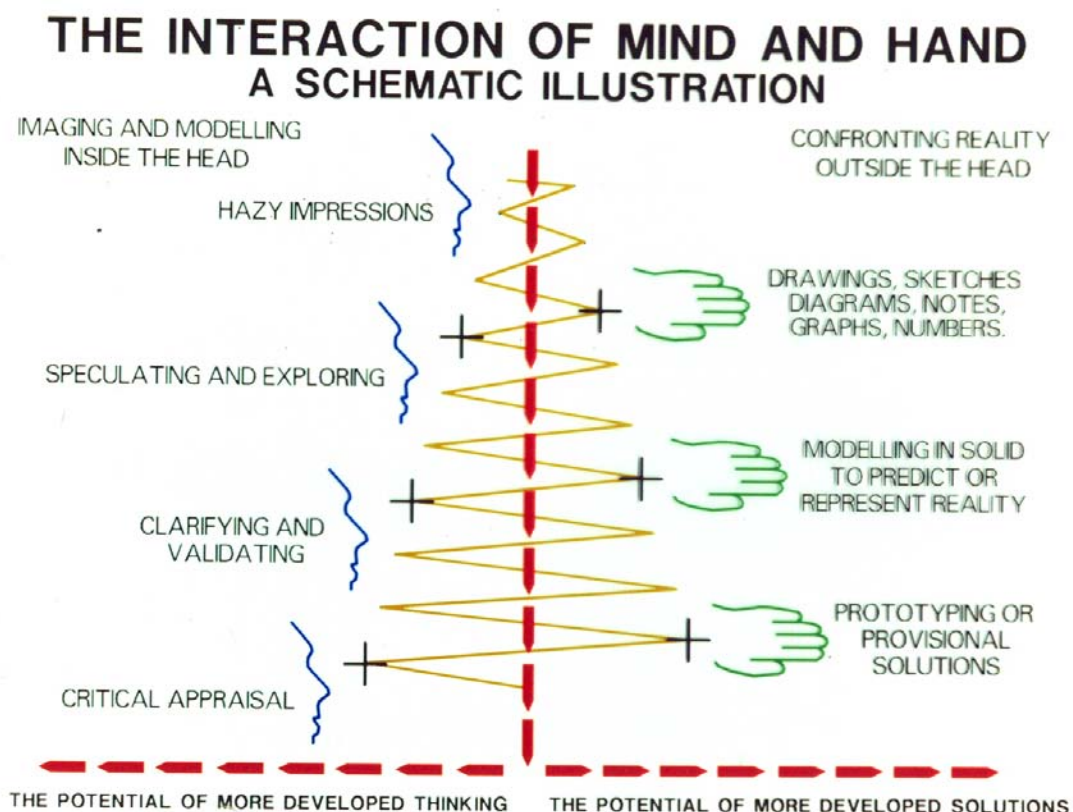 THE INTERACTION OF MIND AND HAND
A SCHEMATIC ILLUSTRATION
IMAGING AND MODELLING
INSIDE THE HEAD
CONFRONTING REALITY
OUTSIDE THE HEAD
HAZY IMPRESSIONS
DRAWINGS, SKETCHES
DIAGRAMS, NOTES,
GRAPHS, NUMBERS.
SPECULATING AND EXPLORING
MODELLING IN SOLID
TO PREDICT OR
REPRESENT REALITY
CLARIFYING AND
VALIDATING
PROTOTYPING OR
PROVISIONAL
SOLUTIONS
CRITICAL APPRAISAL
THE POTENTIAL OF MORE DEVELOPED THINKING
THE POTENTIAL OF MORE DEVELOPED SOLUTIONS